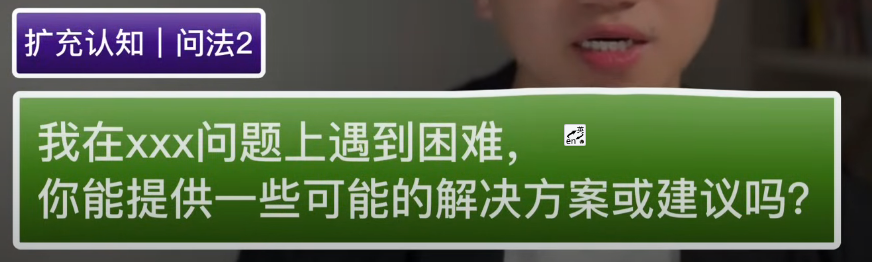 扩充认知｜问法2
我在xxx问题上遇到困难，
你能提供一些可能的解决方案或建议吗？